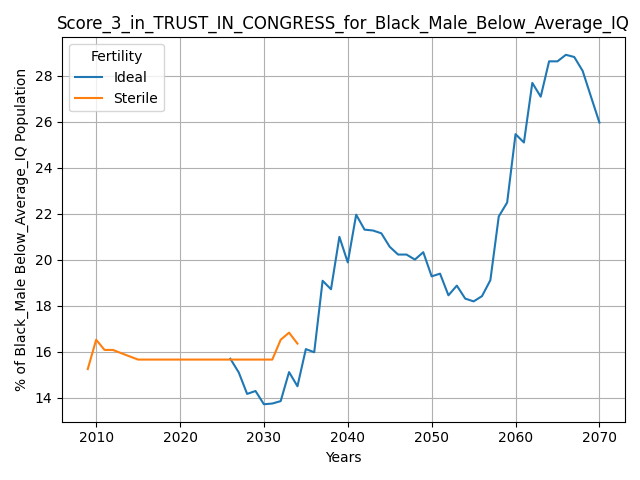 Score_3_in_TRUST_IN_CONGRESS_for_Black_Male_Below_Average_IQ
Fertility
Ideal
Sterile
% of Black_Male Below_Average_IQ Population
28
26
24
22
20
18
16
14
2010
2020
2030
2040
2050
2060
2070
Years